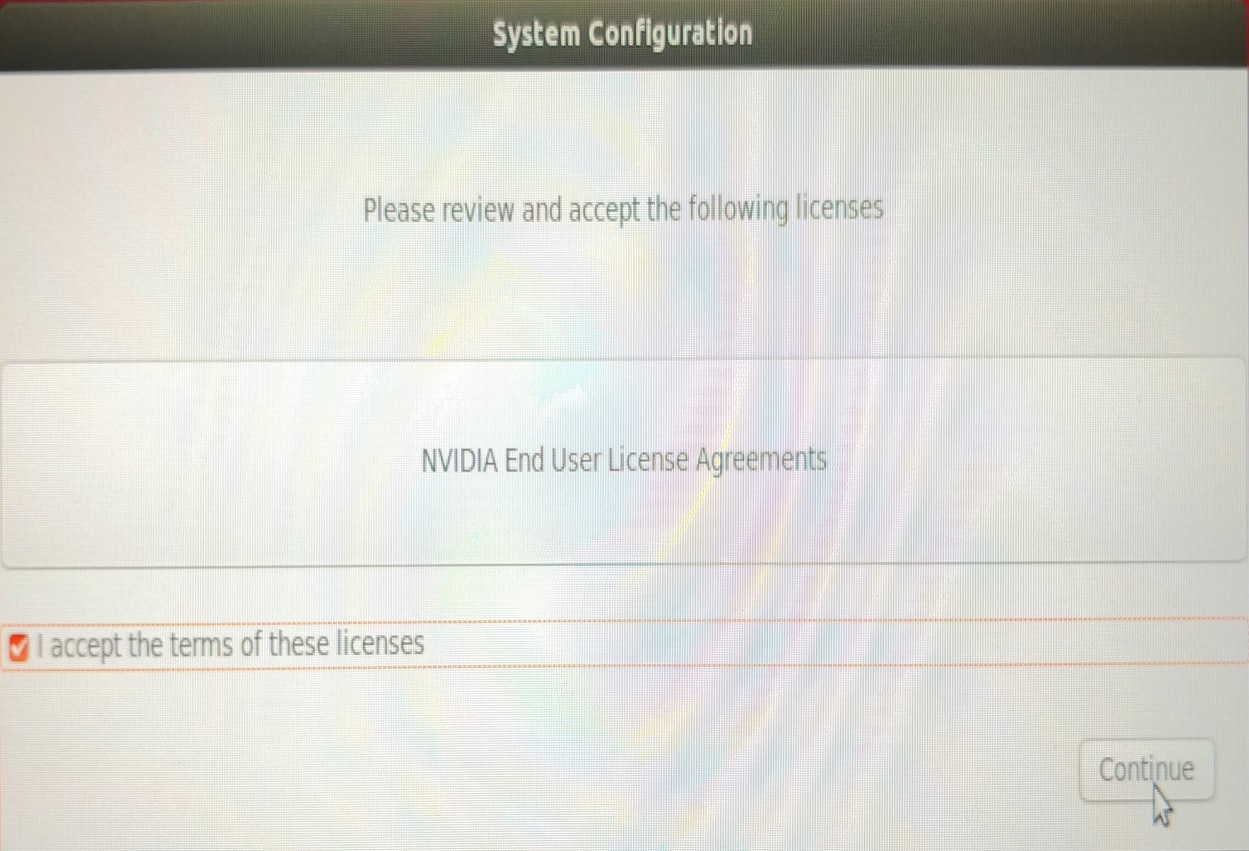 System Configuration
Please review and accept the following licenses
NVIDIA End User License Agreements
I accept the terms of these licenses
Continue